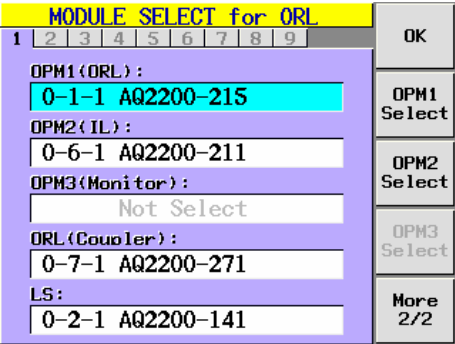 MODULE SELECT for ORL
1 2 3 4 5 6 7 8 9
OPM1(ORL):
0-1-1 AQ2200-215
OPM2(IL):
0-6-1 AQ2200-211
OPM3(Monitor):
Not Select
ORL(Coupler):
0-7-1 AQ2200-271
LS:
0-2-1 AQ2200-141
OK
OPM1
Select
OPM2
Select
OPM3
Select
More
2/2